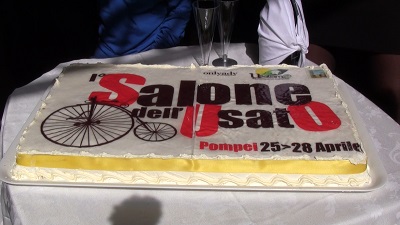 1° Salone
dell'UsatO
Pompei 25>28 Aprile